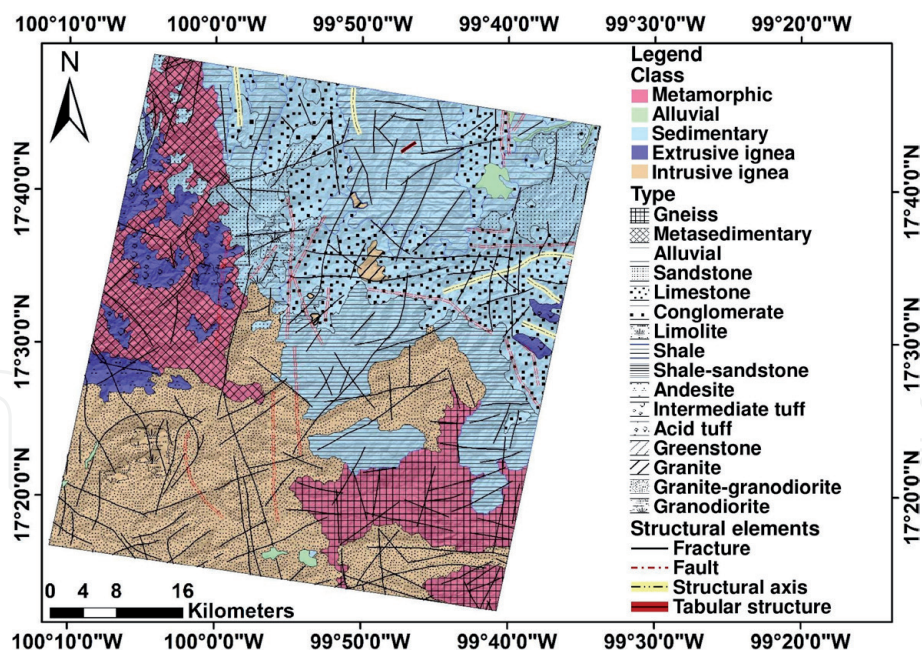 100°10'0"W 100°0'0"W 99°50'0"W 99°40'0"W 99°30'0"W 99°20'0"W
N
17°40'0"N
17°30'0"N
17°20'0"N
Legend
Class
Metamorphic
Alluvial
Sedimentary
Extrusive ignea
Intrusive ignea
Type
Gneiss
Metasedimentary
Alluvial
Sandstone
Limestone
Conglomerate
Limolite
Shale
Shale-sandstone
Andesite
Intermediate tuff
Acid tuff
Greenstone
Granite
Granite-granodiorite
Granodiorite
Structural elements
Fracture
Fault
Structural axis
Tabular structure
17°40'0"N
17°30'0"N
17°20'0"N
0 4 8 16
Kilometers
100°10'0"W 100°0'0"W 99°50'0"W 99°40'0"W 99°30'0"W 99°20'0"W